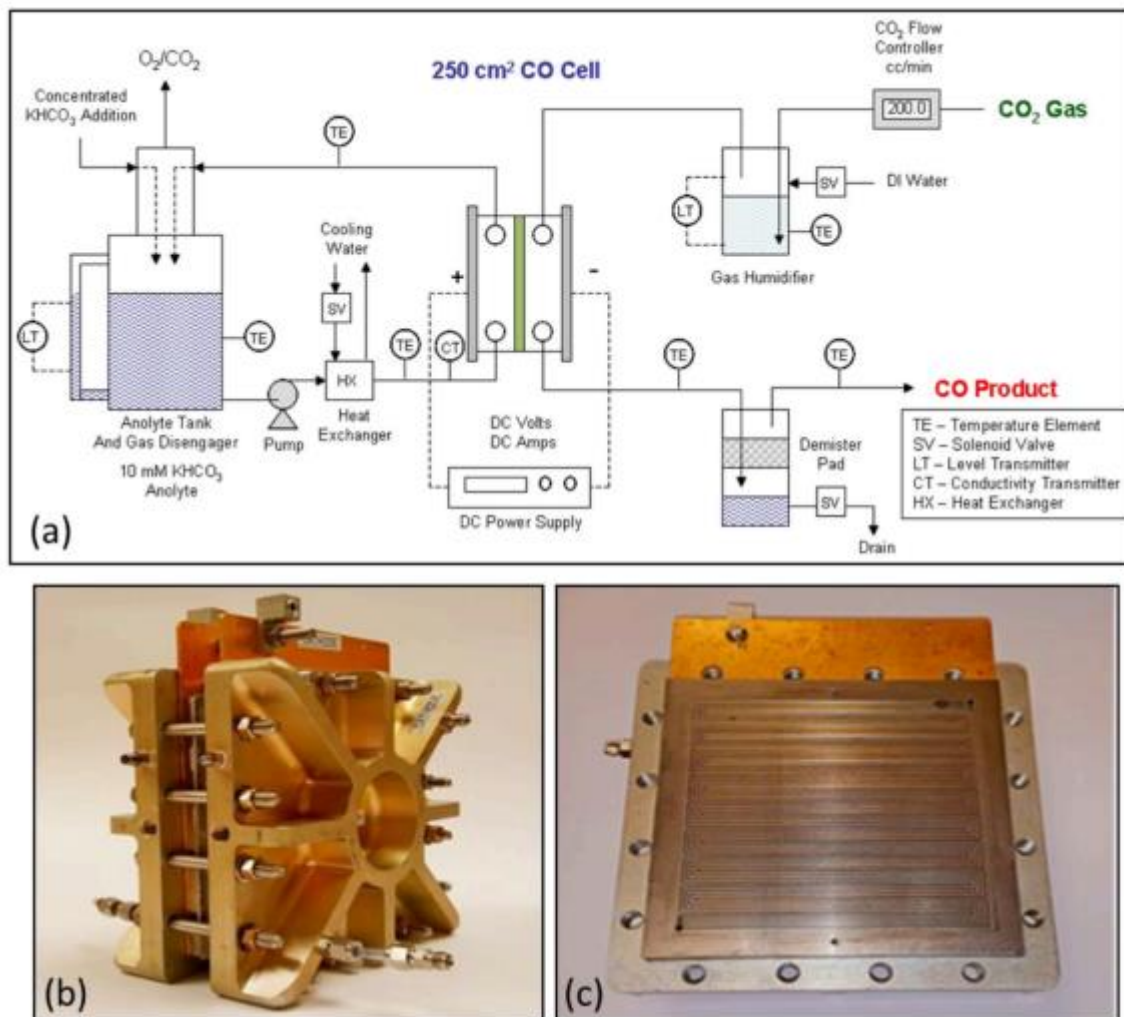 CO₂ Flow
Controller
cc/min
200.0
CO₂ Gas
250 cm² CO Cell
O₂/CO₂
Concentrated
KHCO₃ Addition
TE
SV
DI Water
LT
TE
Gas Humidifier
Cooling
Water
SV
+
-
LT
TE
TE
CT
HX
Heat
Exchanger
Pump
Anolyte Tank
And Gas Disengager
10 mM KHCO₃
Anolyte
DC Volts
DC Amps
DC Power Supply
TE
TE
CO Product
Demister
Pad
SV
Drain
TE – Temperature Element
SV – Solenoid Valve
LT – Level Transmitter
CT – Conductivity Transmitter
HX – Heat Exchanger
(a)
(b)
(c)